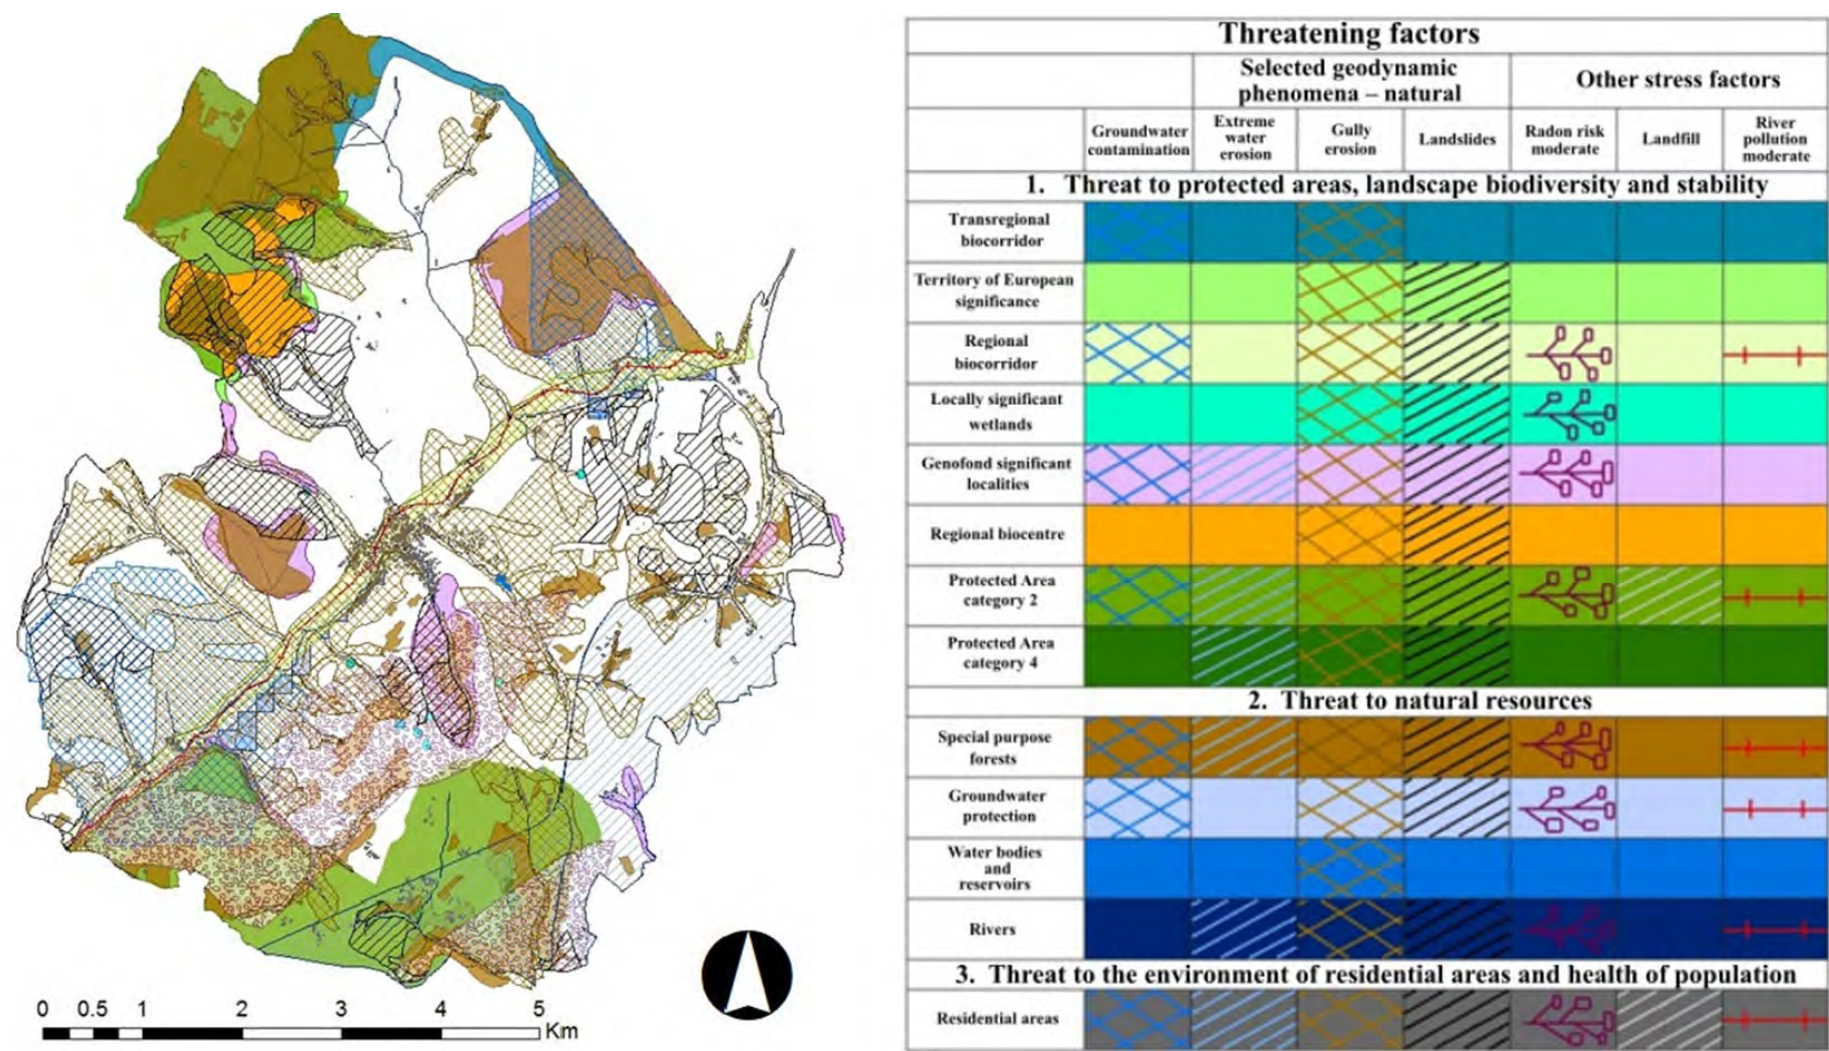 Threatening factors
Selected geodynamic
phenomena – natural
Other stress factors
Groundwater
contamination
Extreme
water
erosion
Gully
erosion
Landslides
Radon risk
moderate
Landfill
River
pollution
moderate
1. Threat to protected areas, landscape biodiversity and stability
Transregional
biocorridor
Territory of European
significance
Regional
biocorridor
Locally significant
wetlands
Genofond significant
localities
Regional biocentre
Protected Area
category 2
Protected Area
category 4
2. Threat to natural resources
Special purpose
forests
Groundwater
protection
Water bodies
and
reservoirs
Rivers
3. Threat to the environment of residential areas and health of population
Residential areas
0 0.5 1 2 3 4 5
Km